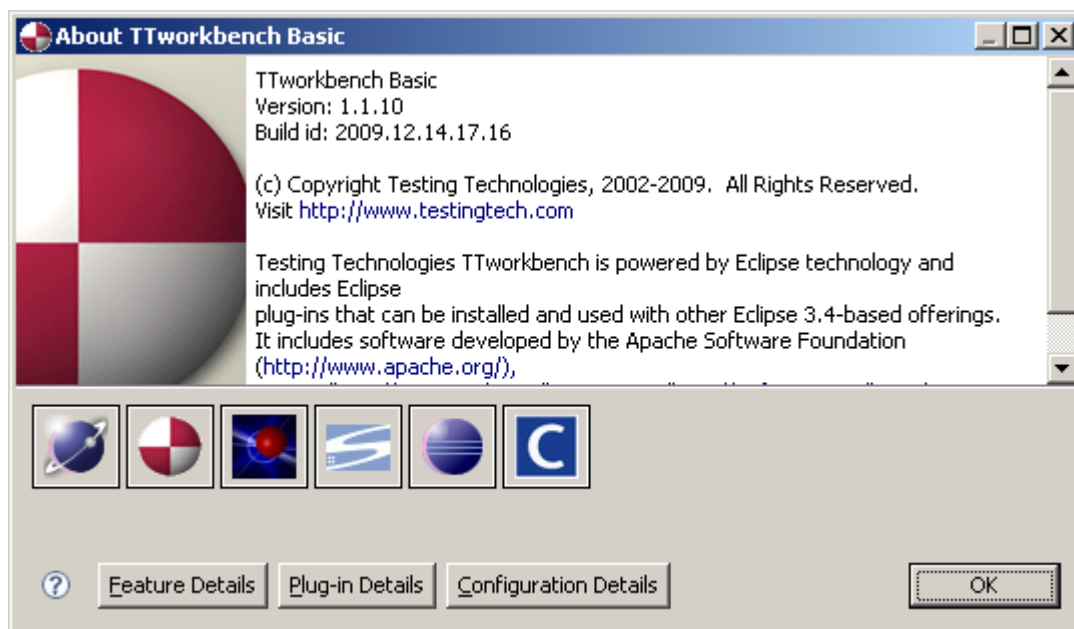 About TTworkbench Basic
TTworkbench Basic
Version: 1.1.10
Build id: 2009.12.14.17.16
(c) Copyright Testing Technologies, 2002-2009.  All Rights Reserved.
Visit http://www.testingtech.com
Testing Technologies TTworkbench is powered by Eclipse technology and
includes Eclipse
plug-ins that can be installed and used with other Eclipse 3.4-based offerings.
It includes software developed by the Apache Software Foundation
(http://www.apache.org/),
C
? Feature Details Plug-in Details Configuration Details OK